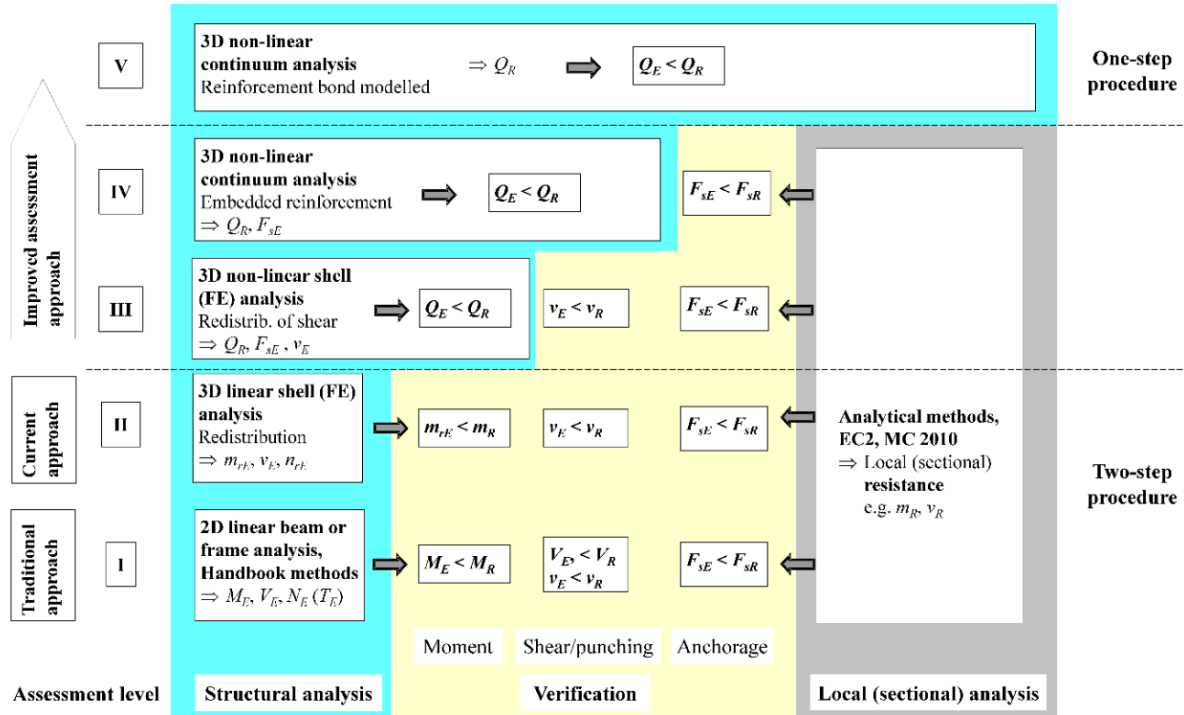 V
3D non-linear
continuum analysis
Reinforcement bond modelled
⇒ Q_R
Q_E < Q_R
One-step
procedure
Improved assessment
approach
IV
3D non-linear
continuum analysis
Embedded reinforcement
⇒ Q_R, F_sE
Q_E < Q_R
F_sE < F_sR
III
3D non-linear shell
(FE) analysis
Redistrib. of shear
⇒ Q_R, F_sE , v_E
Q_E < Q_R
v_E < v_R
F_sE < F_sR
Current
approach
II
3D linear shell (FE)
analysis
Redistribution
⇒ m_rE, v_E, n_rE
m_rE < m_R
v_E < v_R
F_sE < F_sR
Analytical methods,
EC2, MC 2010
⇒ Local (sectional)
resistance
e.g. m_R, v_R
Two-step
procedure
Traditional
approach
I
2D linear beam or
frame analysis,
Handbook methods
⇒ M_E, V_E, N_E (T_E)
M_E < M_R
V_E, < V_R
v_E < v_R
F_sE < F_sR
Moment
Shear/punching
Anchorage
Assessment level
Structural analysis
Verification
Local (sectional) analysis